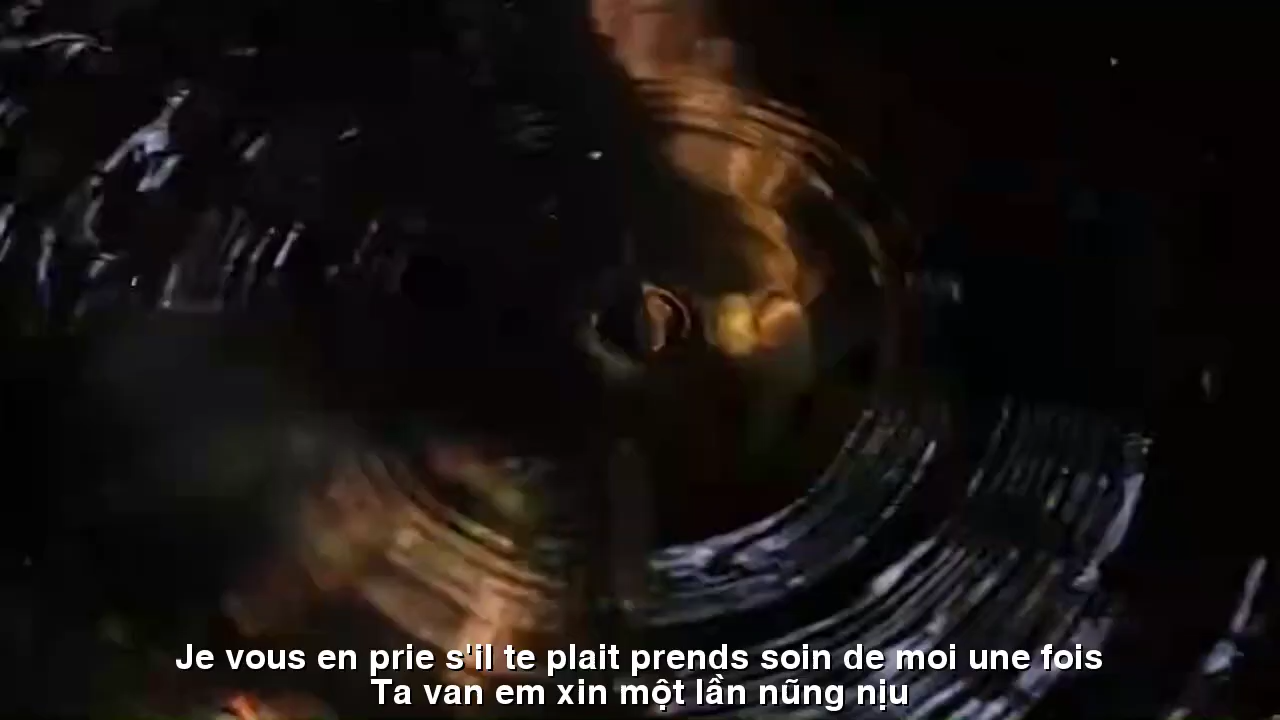 Je vous en prie s'il te plait prends soin de moi une fois
Ta van em xin một lần nũng nịu